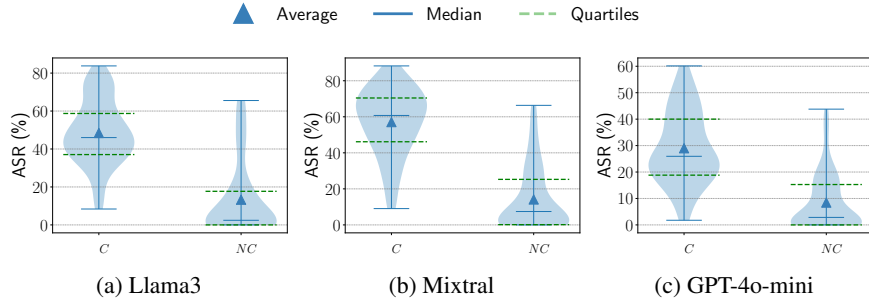 Average Median Quartiles
ASR (%)
80
60
40
20
0
C NC
(a) Llama3
ASR (%)
80
60
40
20
0
C NC
(b) Mixtral
ASR (%)
60
50
40
30
20
10
0
C NC
(c) GPT-4o-mini